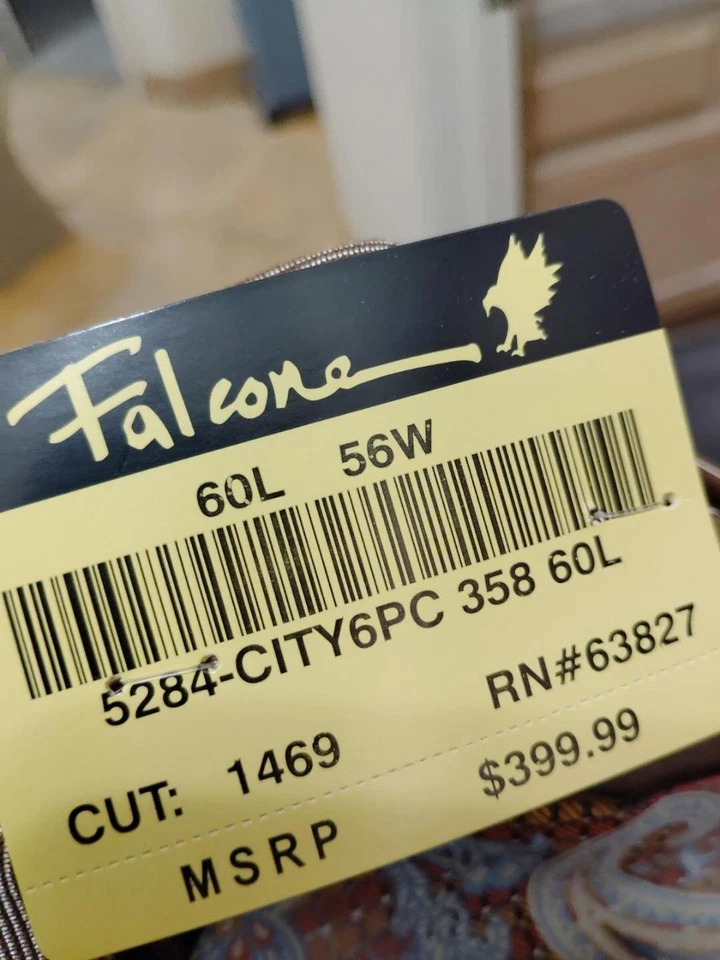 Falcone
60L 56W
5284-CITY6PC 358 60L
RN#63827
CUT: 1469
$399.99
MSRP